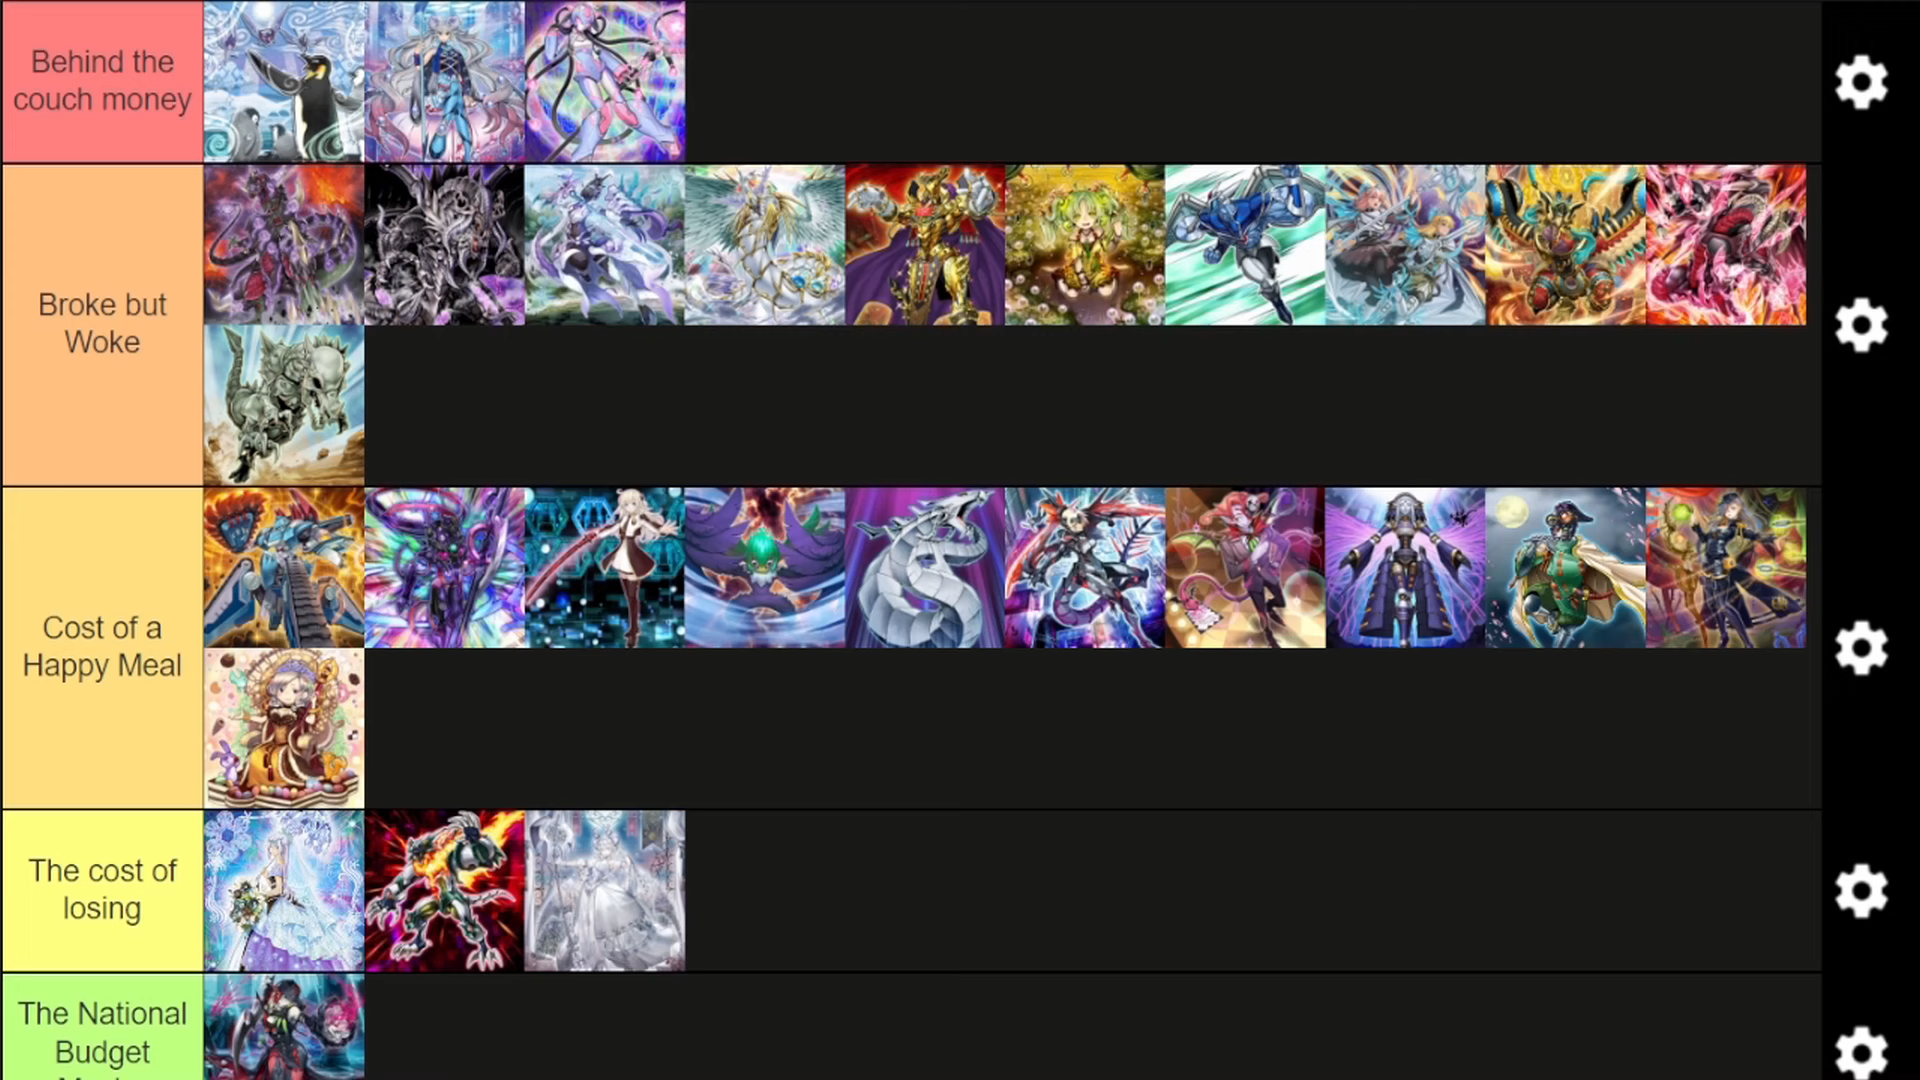 Behind the
couch money
Broke but
Woke
Cost of a
Happy Meal
The cost of
losing
The National
Budget